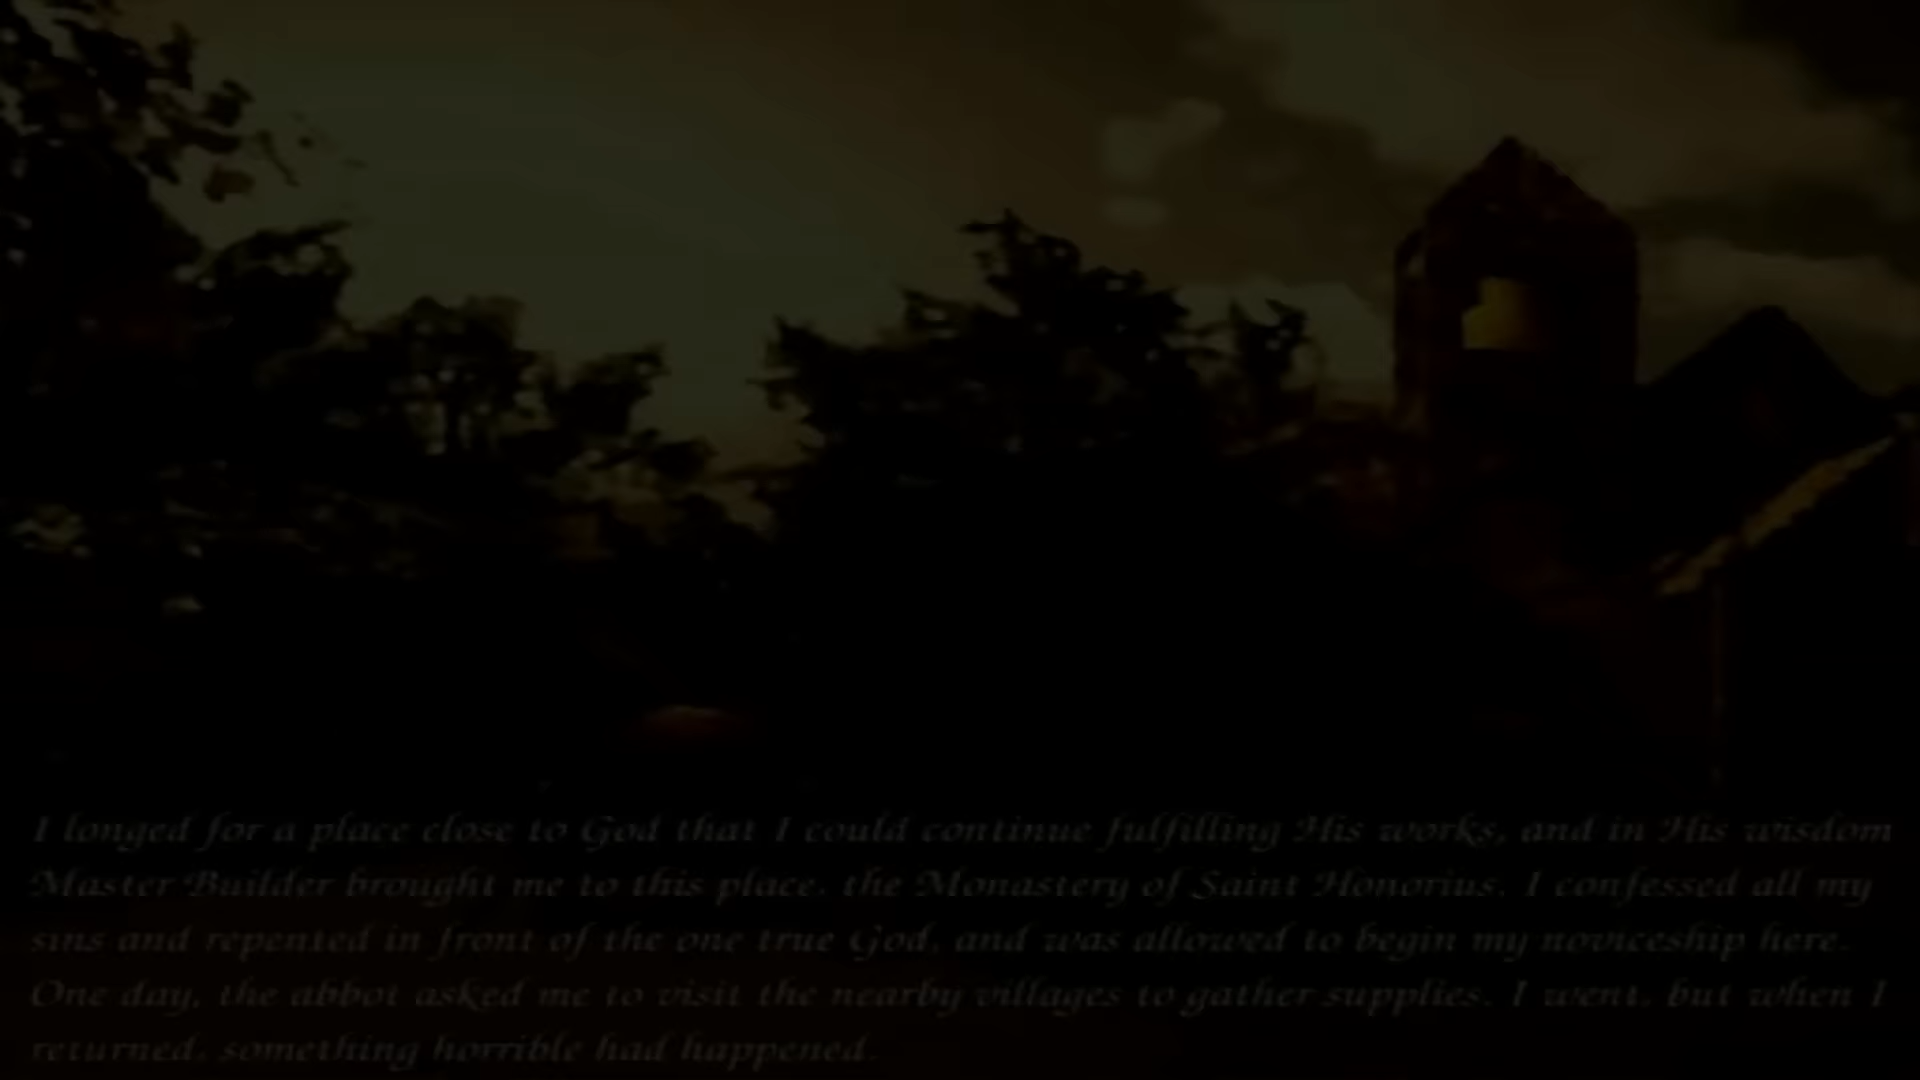 I longed for a place close to God that I could continue fulfilling His works, and in His wisdom
Master Builder brought me to this place, the Monastery of Saint Honorius. I confessed all my
sins and repented in front of the one true God, and was allowed to begin my noviceship here.
One day, the abbot asked me to visit the nearby villages to gather supplies. I went, but when I
returned, something horrible had happened.